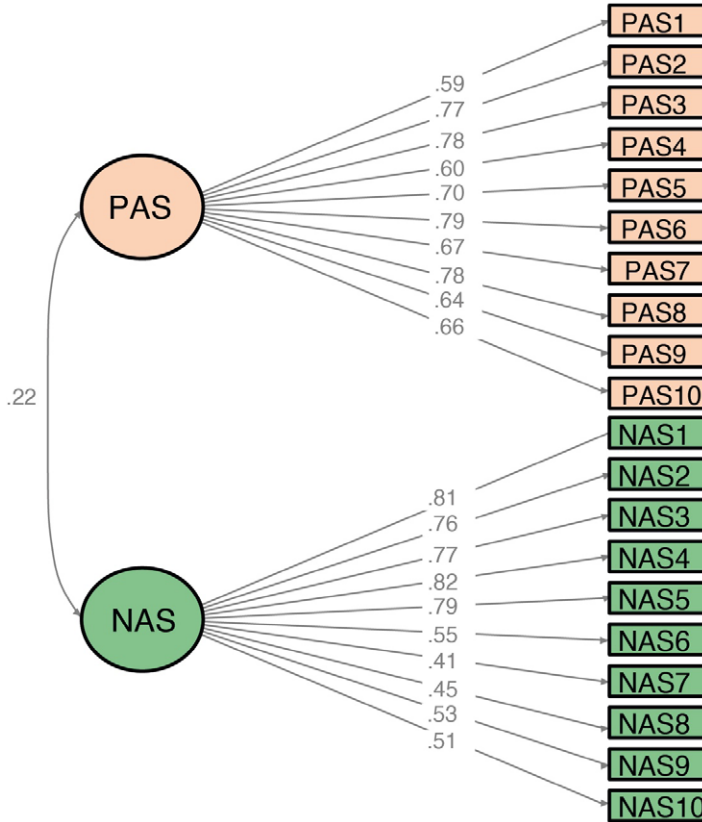 PAS1
.59
PAS2
.77
PAS3
.78
PAS4
.60
PAS5
.70
PAS
PAS6
.79
PAS7
.67
PAS8
.78
PAS9
.64
PAS10
.66
.22
NAS1
.81
NAS2
.76
NAS3
.77
NAS4
.82
NAS5
.79
NAS
NAS6
.55
NAS7
.41
NAS8
.45
NAS9
.53
NAS10
.51